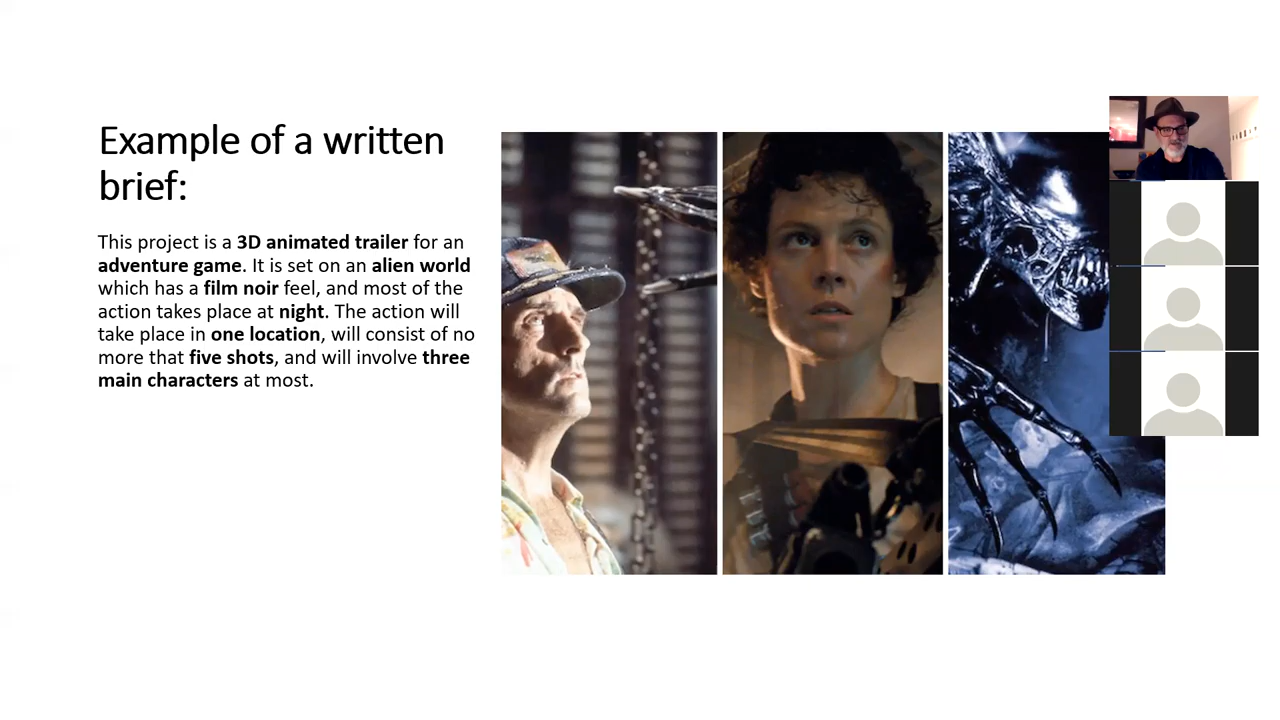 Example of a written
brief:
This project is a 3D animated trailer for an
adventure game. It is set on an alien world
which has a film noir feel, and most of the
action takes place at night. The action will
take place in one location, will consist of no
more that five shots, and will involve three
main characters at most.